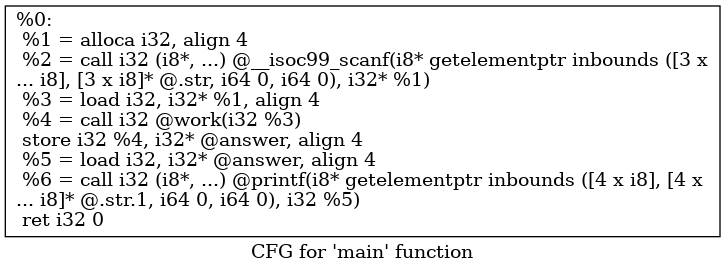 %0:
%1 = alloca i32, align 4
%2 = call i32 (i8*, ...) @__isoc99_scanf(i8* getelementptr inbounds ([3 x
... i8], [3 x i8]* @.str, i64 0, i64 0), i32* %1)
%3 = load i32, i32* %1, align 4
%4 = call i32 @work(i32 %3)
store i32 %4, i32* @answer, align 4
%5 = load i32, i32* @answer, align 4
%6 = call i32 (i8*, ...) @printf(i8* getelementptr inbounds ([4 x i8], [4 x
... i8]* @.str.1, i64 0, i64 0), i32 %5)
ret i32 0
CFG for 'main' function